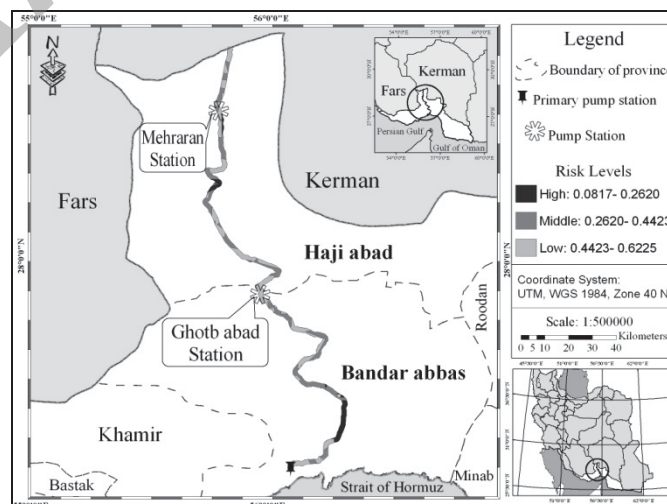 55°0'0"E
56°0'0"E
N
Mehraran
Station
Fars
Kerman
Haji abad
28°0'0"N
28°0'0"N
Ghotb abad
Station
Roodan
Bandar abbas
Khamir
Bastak
Minab
Strait of Hormuz
Kerman
Fars
Persian Gulf
Gulf of Oman
Legend
Boundary of province
Primary pump station
Pump Station
Risk Levels
High: 0.0817- 0.2620
Middle: 0.2620- 0.4423
Low: 0.4423- 0.6225
Coordinate System:
UTM, WGS 1984, Zone 40 N
Scale: 1:500000
0 5 10 20 30 40
Kilometers